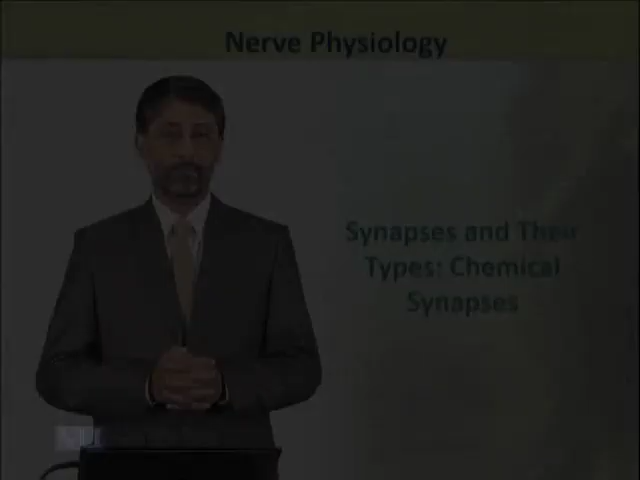 Nerve Physiology
Synapses and Their
Types: Chemical
Synapses